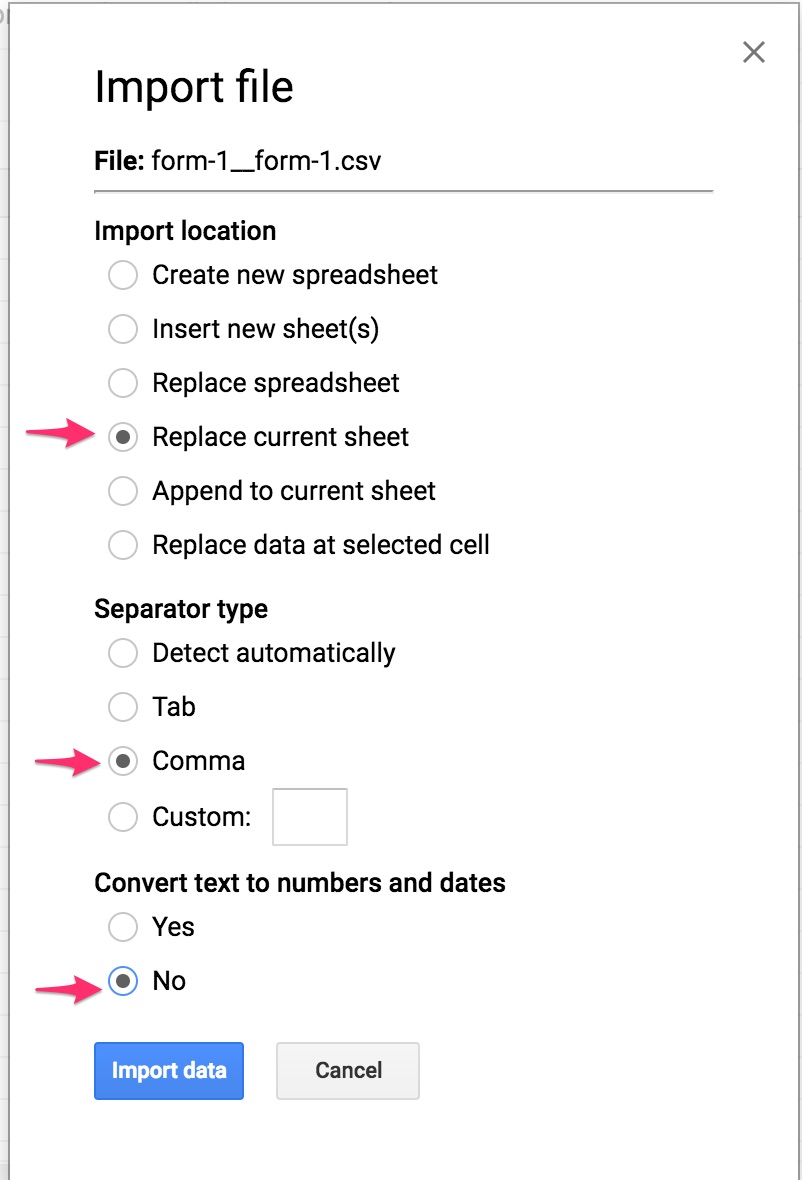 Import file
File: form-1__form-1.csv
Import location
Create new spreadsheet
Insert new sheet(s)
Replace spreadsheet
Replace current sheet
Append to current sheet
Replace data at selected cell
Separator type
Detect automatically
Tab
Comma
Custom:
Convert text to numbers and dates
Yes
No
Import data Cancel